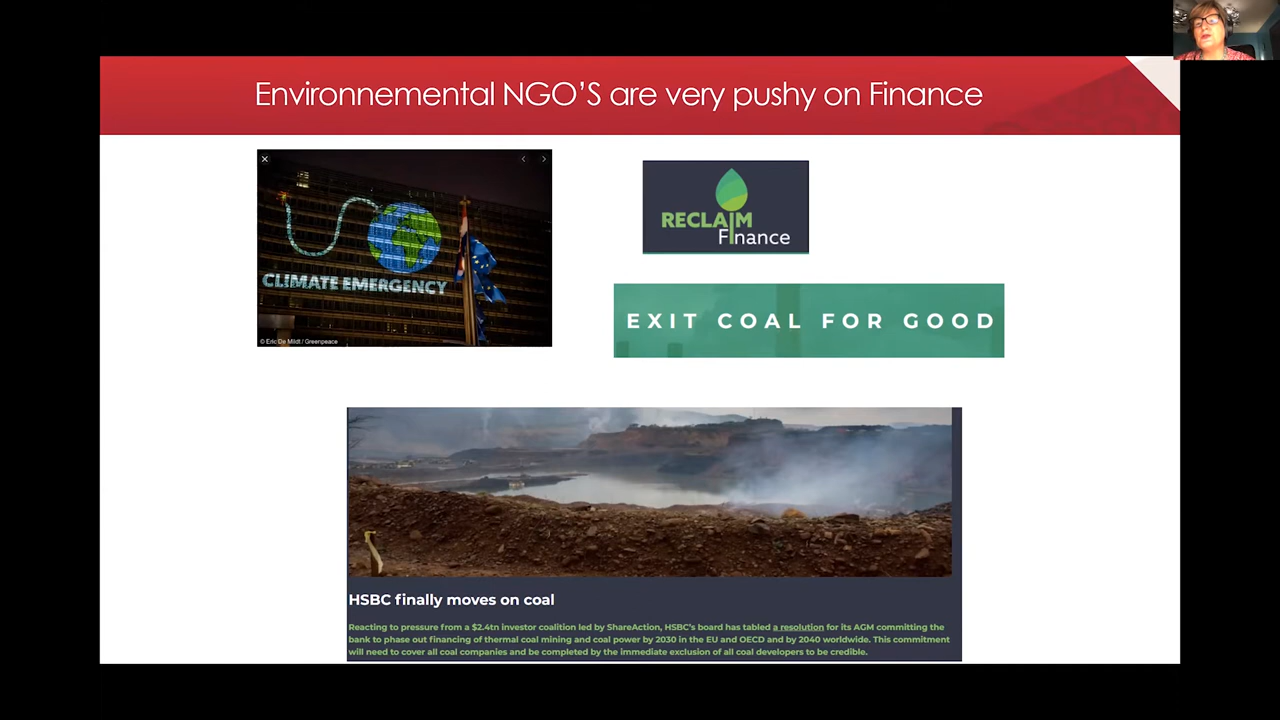 Environnemental NGO'S are very pushy on Finance
CLIMATE EMERGENCY
© Eric De Mildt / Greenpeace
RECLAIM
Finance
EXIT COAL FOR GOOD
HSBC finally moves on coal
Reacting to pressure from a $2.4tn investor coalition led by ShareAction, HSBC's board has tabled a resolution for its AGM committing the
bank to phase out financing of thermal coal mining and coal power by 2030 in the EU and OECD and by 2040 worldwide. This commitment
will need to cover all coal companies and be completed by the immediate exclusion of all coal developers to be credible.